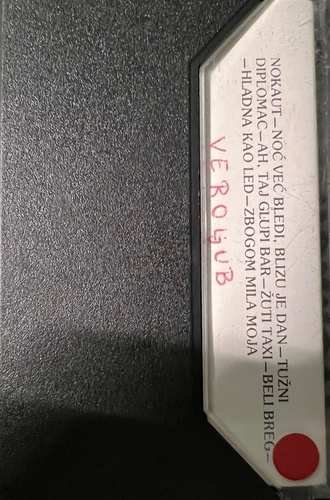 NOKAUT – NOĆ VEĆ BLEDI, BLIZU JE DAN – TUŽNI
DIPLOMAC – AH, TAJ GLUPI BAR – ŽUTI TAXI – BELI BREG –
– HLADNA KAO LED – ZBOGOM MILA MOJA
VEROLJUB